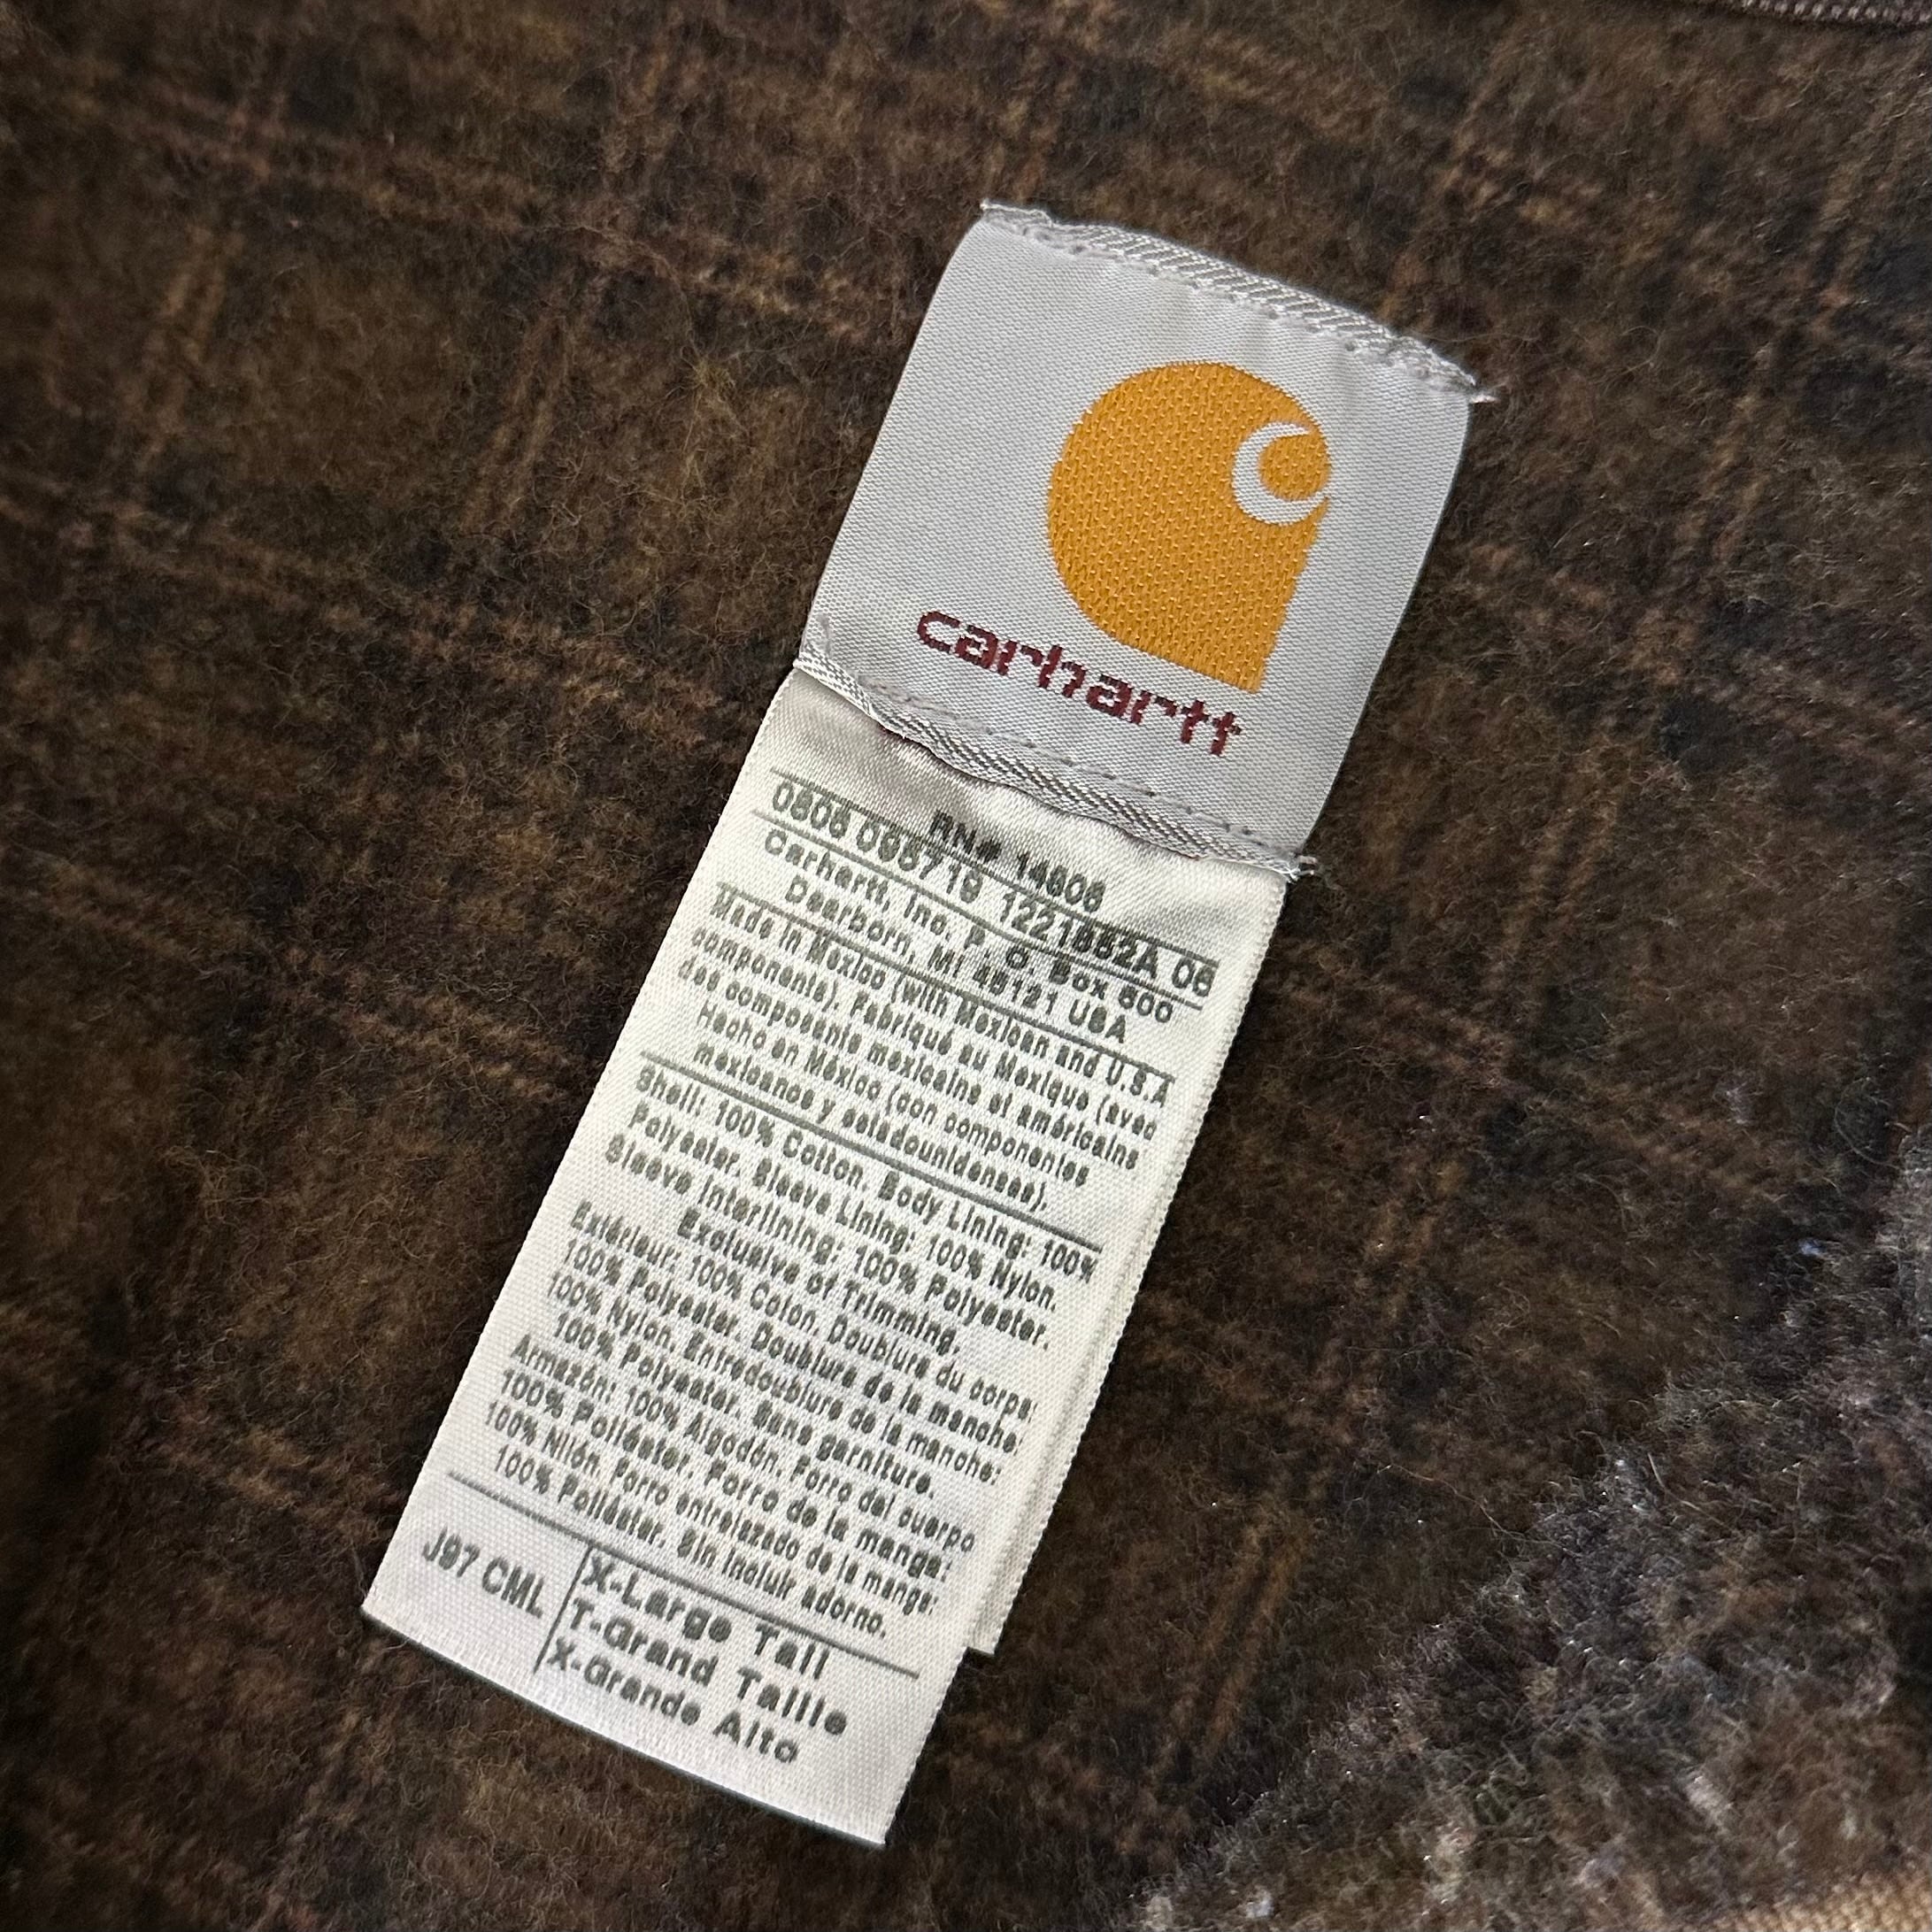 carhartt
RN# 14806
0806 095719 1221852A 06
Carhartt, Inc. P. O. Box 600
Dearborn, MI 48121 USA
Made in Mexico (with Mexican and U.S.A
components). Fabriqué au Mexique (avec
des composants mexicains et américains
Hecho en México (con componentes
mexicanos y estadounidenses).
Shell: 100% Cotton. Body Lining: 100%
Polyester. Sleeve Lining: 100% Nylon.
Sleeve Interlining: 100% Polyester.
Exclusive of Trimming.
Extérieur: 100% Coton. Doublure du corps:
100% Polyester. Doublure de la manche:
100% Nylon. Entredoublure de la manche:
100% Polyester. Sans garniture.
Armazón: 100% Algodón. Forro del cuerpo
100% Poliéster. Forro de la manga:
100% Nilón. Forro entrelazado de la manga:
100% Poliéster. Sin incluir adorno.
J97 CML
X-Large Tall
T-Grand Taille
X-Grande Alto